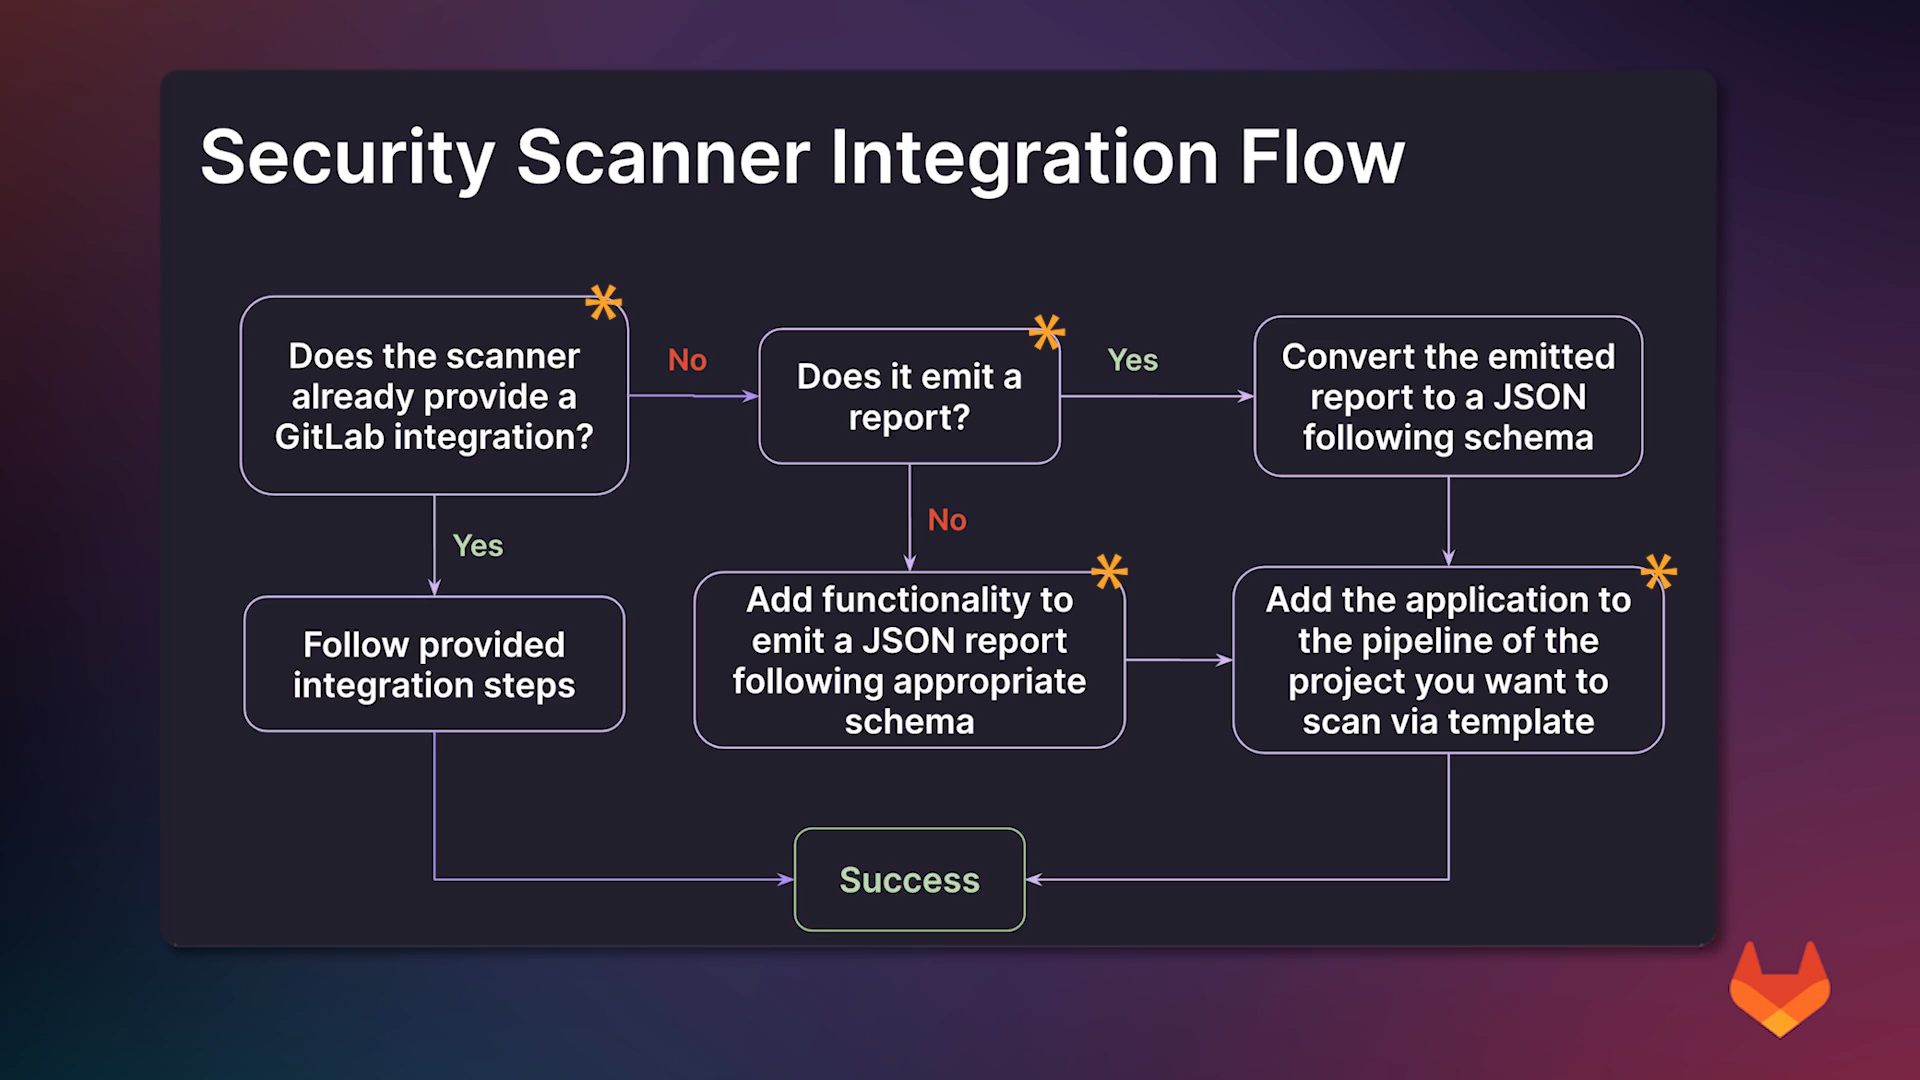 Security Scanner Integration Flow
Does the scanner
already provide a
GitLab integration?
No
Does it emit a
report?
Yes
Convert the emitted
report to a JSON
following schema
Yes
No
Follow provided
integration steps
Add functionality to
emit a JSON report
following appropriate
schema
Add the application to
the pipeline of the
project you want to
scan via template
Success